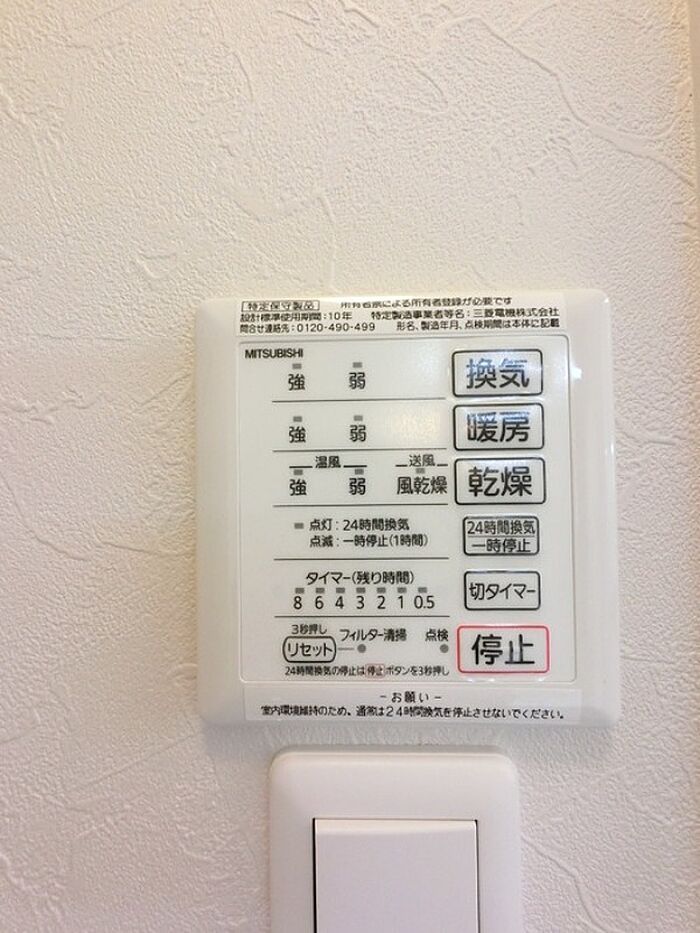 特定保守製品 所有者票による所有者登録が必要です
設計標準使用期間:10年 特定製造事業者等名:三菱電機株式会社
問合せ連絡先:0120-490-499 形名、製造年月、点検期間は本体に記載
MITSUBISHI
強 弱 換気
強 弱 暖房
温風 送風
強 弱 風乾燥 乾燥
点灯:24時間換気 24時間換気
点滅:一時停止(1時間) 一時停止
タイマー(残り時間) 切タイマー
8 6 4 3 2 1 0.5
3秒押し フィルター清掃 点検
リセット 停止
24時間換気の停止は停止ボタンを3秒押し
-お願い-
室内環境維持のため、通常は24時間換気を停止させないでください。